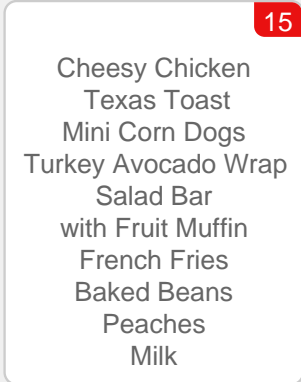 15
Cheesy Chicken
Texas Toast
Mini Corn Dogs
Turkey Avocado Wrap
Salad Bar
with Fruit Muffin
French Fries
Baked Beans
Peaches
Milk